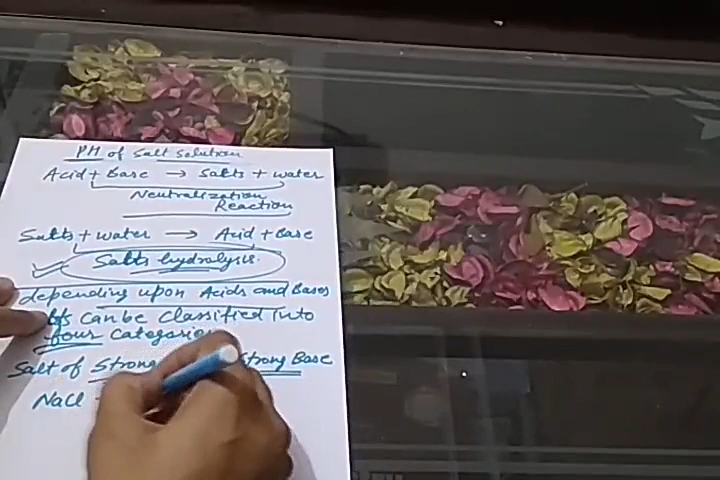 PH of Salt Solution
Acid + Base → Salts + water
Neutralization
Reaction
Salts + water → Acid + Base
Salts hydrolysis.
depending upon Acids and Bases
can be classified into
four Categories
Salt of Strong Strong Base
NaCl